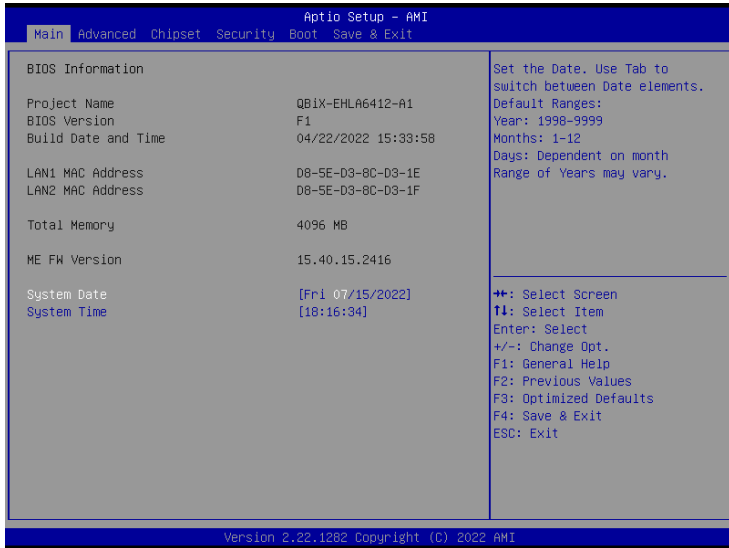 Aptio Setup – AMI
Main Advanced Chipset Security Boot Save & Exit
BIOS Information
Project Name QBiX-EHLA6412-A1
BIOS Version F1
Build Date and Time 04/22/2022 15:33:58
LAN1 MAC Address D8-5E-D3-8C-D3-1E
LAN2 MAC Address D8-5E-D3-8C-D3-1F
Total Memory 4096 MB
ME FW Version 15.40.15.2416
System Date [Fri 07/15/2022]
System Time [18:16:34]
Set the Date. Use Tab to
switch between Date elements.
Default Ranges:
Year: 1998-9999
Months: 1-12
Days: Dependent on month
Range of Years may vary.
→←: Select Screen
↑↓: Select Item
Enter: Select
+/-: Change Opt.
F1: General Help
F2: Previous Values
F3: Optimized Defaults
F4: Save & Exit
ESC: Exit
Version 2.22.1282 Copyright (C) 2022 AMI